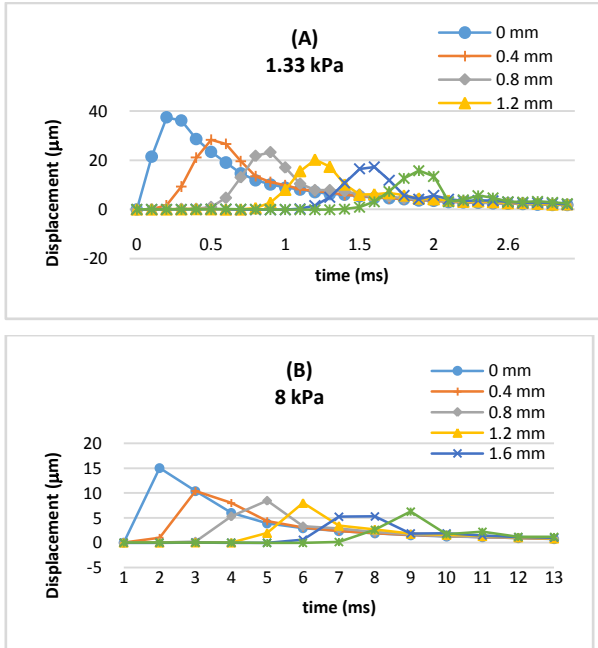 (A)
1.33 kPa
0 mm
0.4 mm
0.8 mm
1.2 mm
Displacement (µm)
40
20
0
-20
0 0.5 1 1.5 2 2.6
time (ms)
(B)
8 kPa
0 mm
0.4 mm
0.8 mm
1.2 mm
1.6 mm
Displacement (µm)
20
15
10
5
0
-5
1 2 3 4 5 6 7 8 9 10 11 12 13
time (ms)